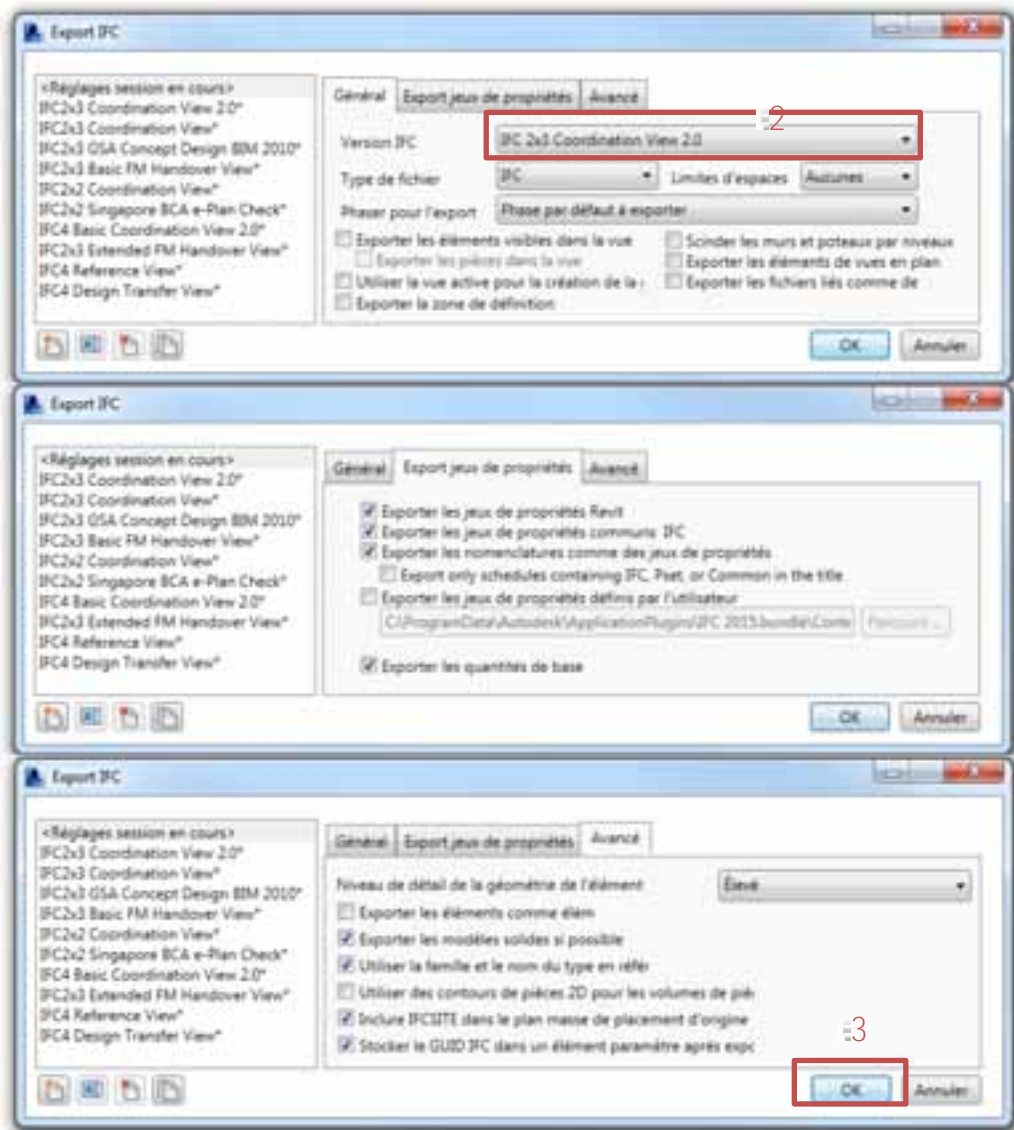 Export IFC
<Réglages session en cours>
IFC2x3 Coordination View 2.0*
IFC2x3 Coordination View*
IFC2x3 GSA Concept Design BIM 2010*
IFC2x3 Basic FM Handover View*
IFC2x2 Coordination View*
IFC2x2 Singapore BCA e-Plan Check*
IFC4 Basic Coordination View 2.0*
IFC2x3 Extended FM Handover View*
IFC4 Reference View*
IFC4 Design Transfer View*
Général Export jeux de propriétés Avancé
2
Version IFC IFC 2x3 Coordination View 2.0
Type de fichier IFC Limites d'espaces Aucunes
Phaser pour l'export Phase par défaut à exporter
Exporter les éléments visibles dans la vue Scinder les murs et poteaux par niveaux
Exporter les pièces dans la vue Exporter les éléments de vues en plan
Utiliser la vue active pour la création de la Exporter les fichiers liés comme de
Exporter la zone de définition
OK Annuler
Export IFC
<Réglages session en cours>
IFC2x3 Coordination View 2.0*
IFC2x3 Coordination View*
IFC2x3 GSA Concept Design BIM 2010*
IFC2x3 Basic FM Handover View*
IFC2x2 Coordination View*
IFC2x2 Singapore BCA e-Plan Check*
IFC4 Basic Coordination View 2.0*
IFC2x3 Extended FM Handover View*
IFC4 Reference View*
IFC4 Design Transfer View*
Général Export jeux de propriétés Avancé
Exporter les jeux de propriétés Revit
Exporter les jeux de propriétés communs IFC
Exporter les nomenclatures comme des jeux de propriétés
Export only schedules containing IFC, Pset, or Common in the title
Exporter les jeux de propriétés définis par l'utilisateur
C:\ProgramData\Autodesk\ApplicationPlugins\IFC 2015.bundle\Conte Parcourir ...
Exporter les quantités de base
OK Annuler
Export IFC
<Réglages session en cours>
IFC2x3 Coordination View 2.0*
IFC2x3 Coordination View*
IFC2x3 GSA Concept Design BIM 2010*
IFC2x3 Basic FM Handover View*
IFC2x2 Coordination View*
IFC2x2 Singapore BCA e-Plan Check*
IFC4 Basic Coordination View 2.0*
IFC2x3 Extended FM Handover View*
IFC4 Reference View*
IFC4 Design Transfer View*
Général Export jeux de propriétés Avancé
Niveau de détail de la géométrie de l'élément Élevé
Exporter les éléments comme élém
Exporter les modèles solides si possible
Utiliser la famille et le nom du type en référ
Utiliser des contours de pièces 2D pour les volumes de piè
Inclure IFCSITE dans le plan masse de placement d'origine
Stocker le GUID IFC dans un élément paramètre après expo
3
OK Annuler